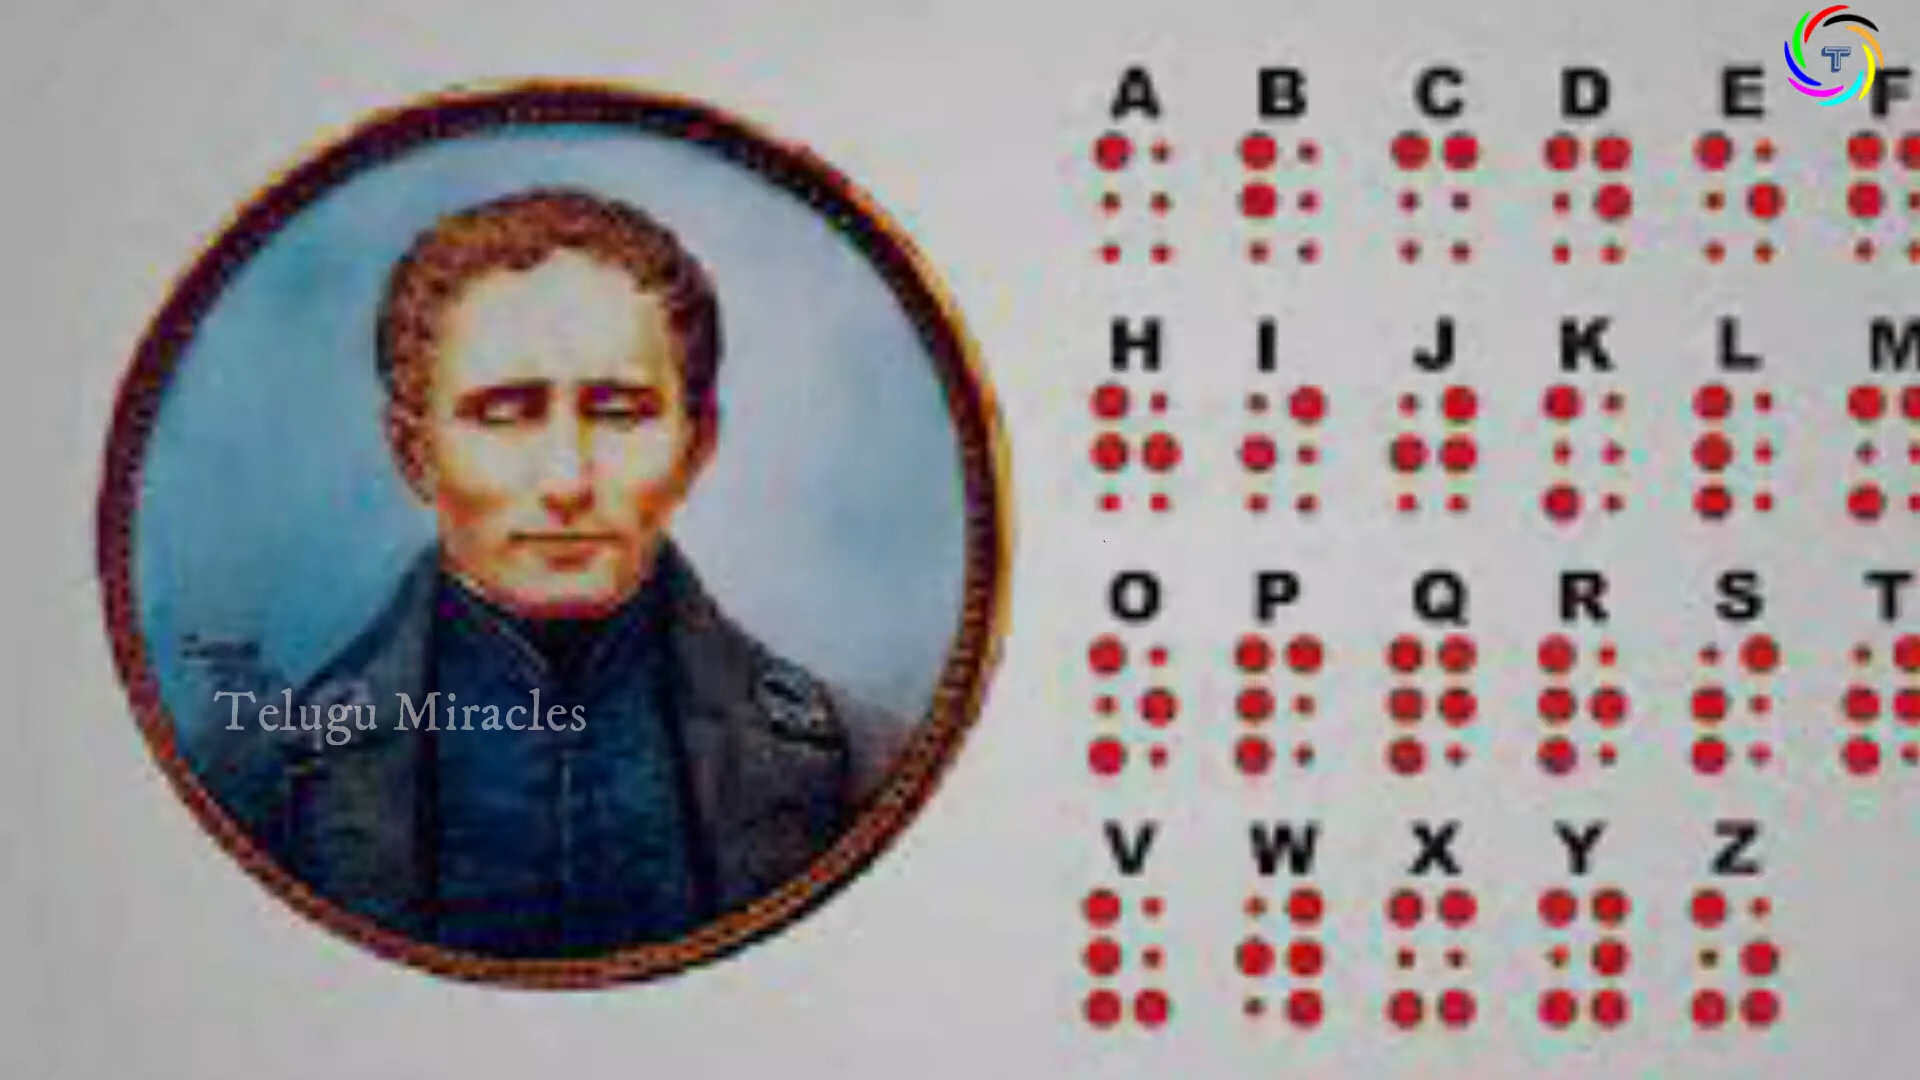 T
A B C D E F
H I J K L M
O P Q R S T
Telugu Miracles
V W X Y Z